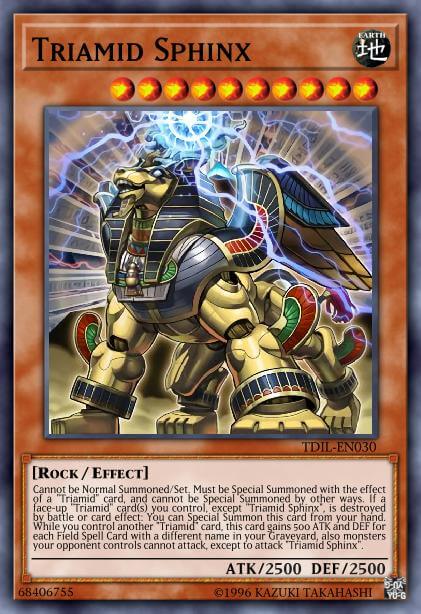 Triamid Sphinx
EARTH
地
TDIL-EN030
[Rock / Effect]
Cannot be Normal Summoned/Set. Must be Special Summoned with the effect
of a "Triamid" card, and cannot be Special Summoned by other ways. If a
face-up "Triamid" card(s) you control, except "Triamid Sphinx", is destroyed
by battle or card effect: You can Special Summon this card from your hand.
While you control another "Triamid" card, this card gains 500 ATK and DEF for
each Field Spell Card with a different name in your Graveyard, also monsters
your opponent controls cannot attack, except to attack "Triamid Sphinx".
ATK/2500 DEF/2500
68406755
©1996 KAZUKI TAKAHASHI